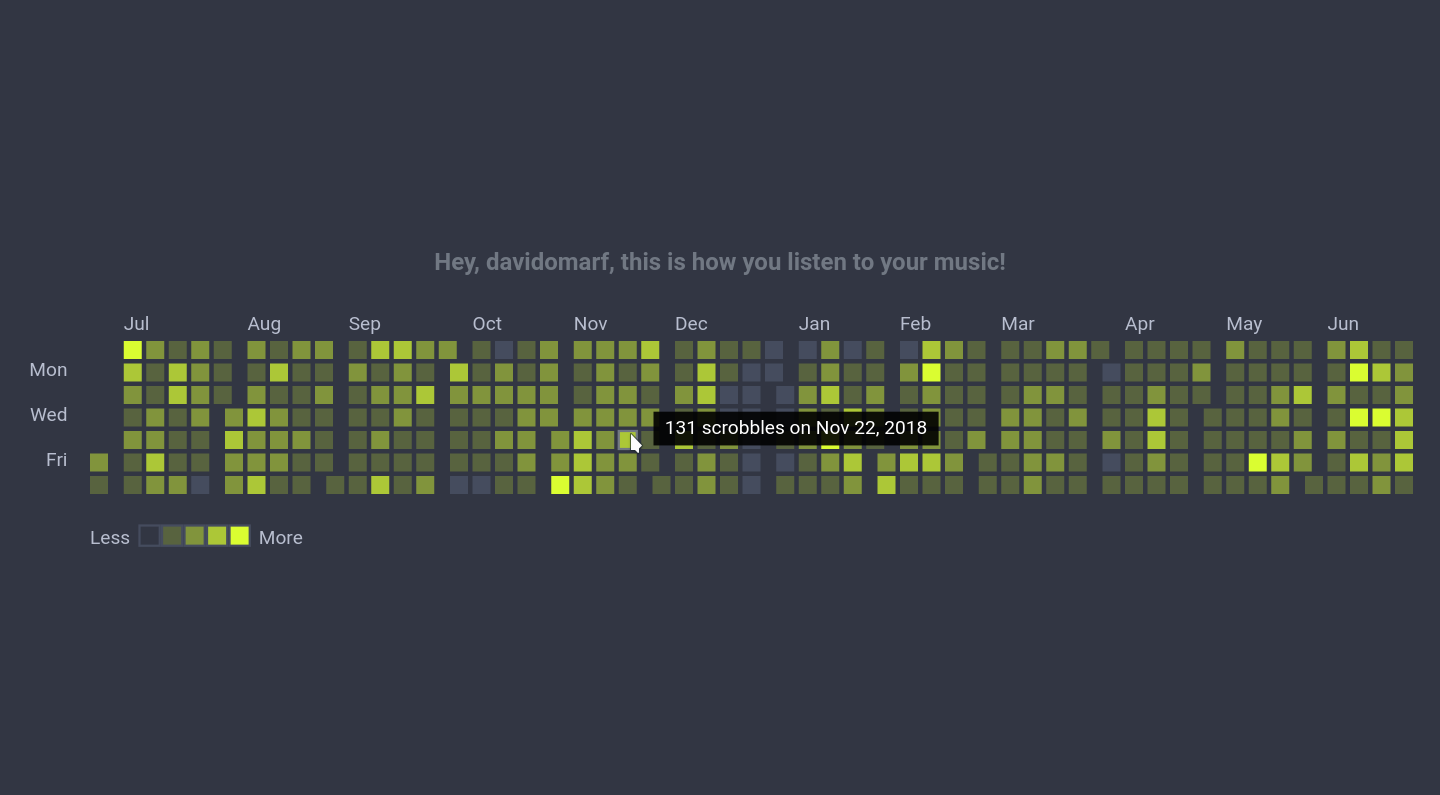 Hey, davidomarf, this is how you listen to your music!
Jul Aug Sep Oct Nov Dec Jan Feb Mar Apr May Jun
Mon
Wed
131 scrobbles on Nov 22, 2018
Fri
Less More